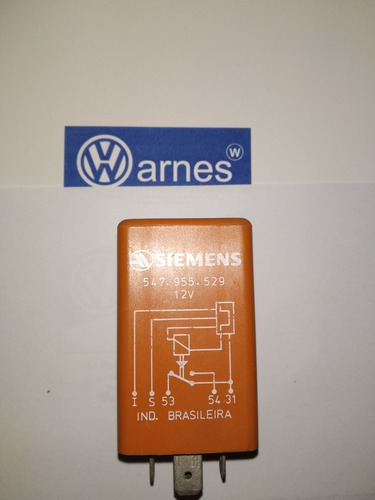 W arnes W
SIEMENS
547.955.529
12V
I S 53 54 31
IND. BRASILEIRA